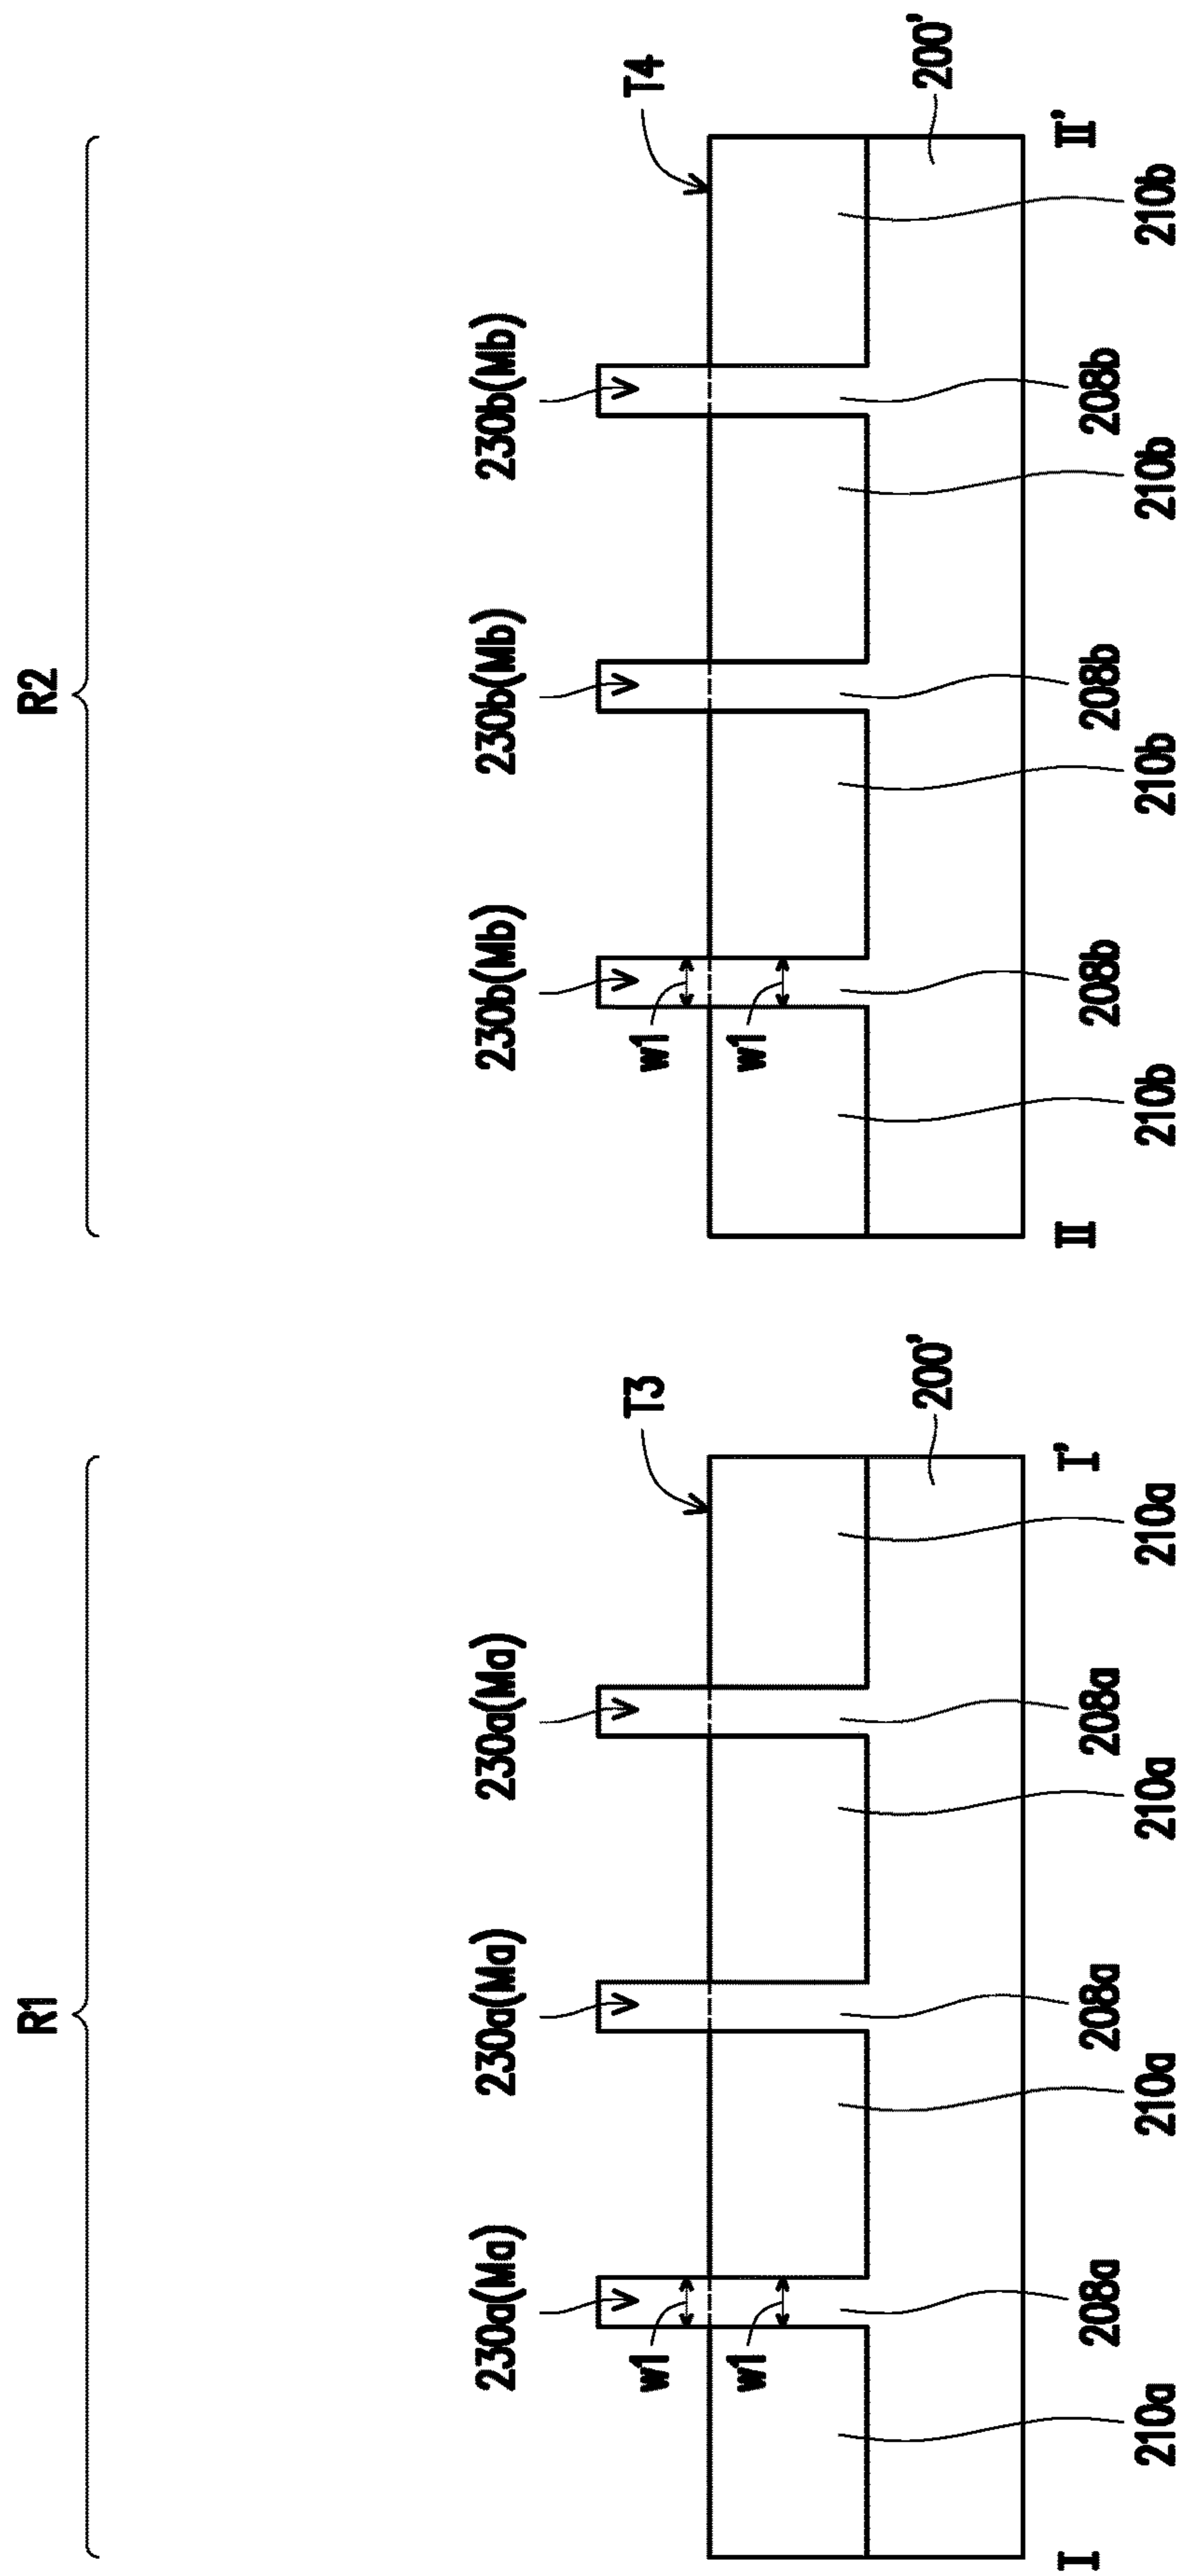 R1 R2
230a(Ma) 230a(Ma) 230a(Ma) 230b(Mb) 230b(Mb) 230b(Mb)
w1 T3 w1 T4
w1 w1
200' 200'
I I' II II'
208a 208a 208a 208b 208b 208b
210a 210a 210a 210a 210b 210b 210b 210b